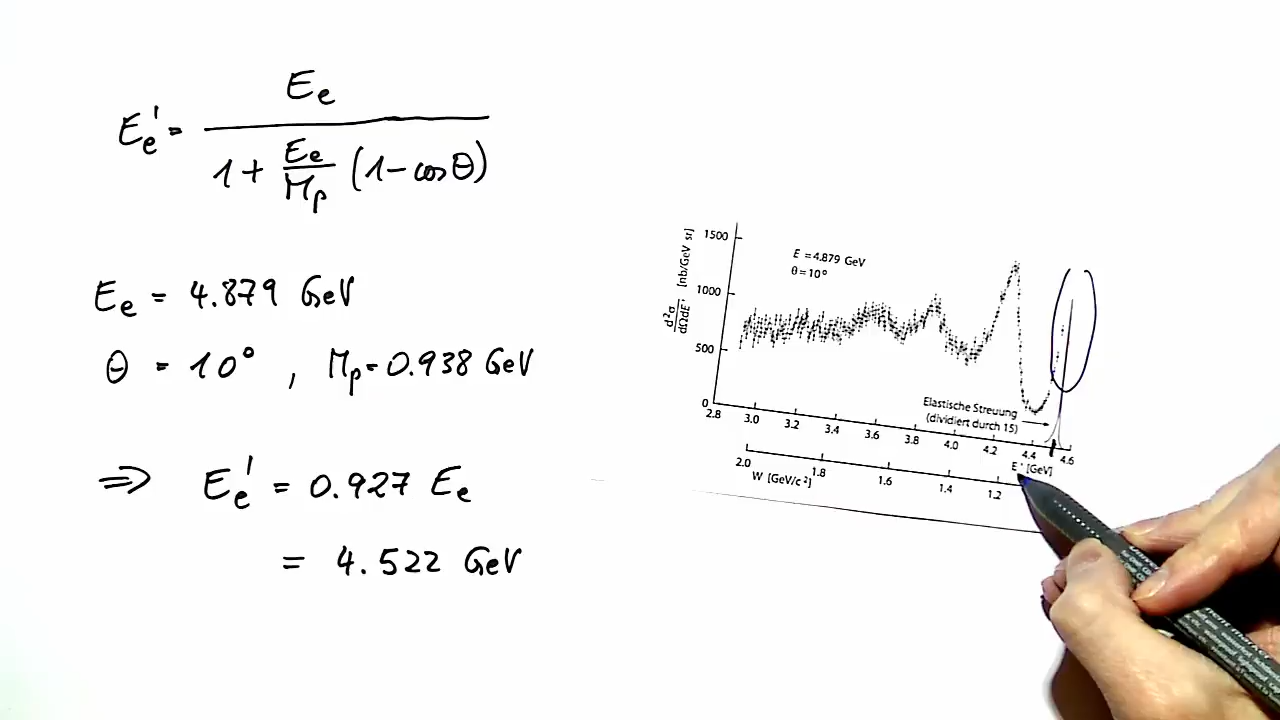 E'e = Ee / (1 + Ee/Mp (1 - cos θ))
Ee = 4.879 GeV
θ = 10° , Mp = 0.938 GeV
⇒ E'e = 0.927 Ee
= 4.522 GeV
d²σ/dΩdE' [nb/GeV sr]
1500
1000
500
0
E = 4.879 GeV
θ = 10°
Elastische Streuung
(dividiert durch 15)
2.8 3.0 3.2 3.4 3.6 3.8 4.0 4.2 4.4 4.6
E' [GeV]
2.0 1.8 1.6 1.4 1.2
W [GeV/c²]